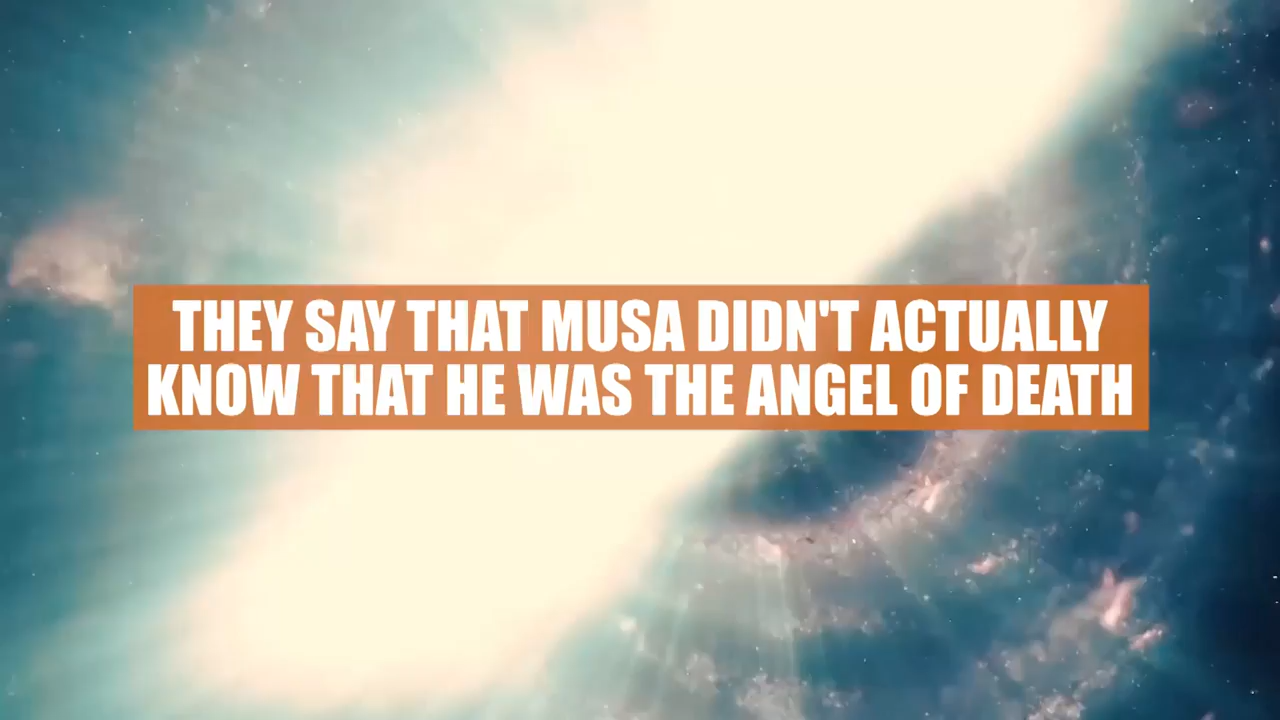 THEY SAY THAT MUSA DIDN'T ACTUALLY
KNOW THAT HE WAS THE ANGEL OF DEATH